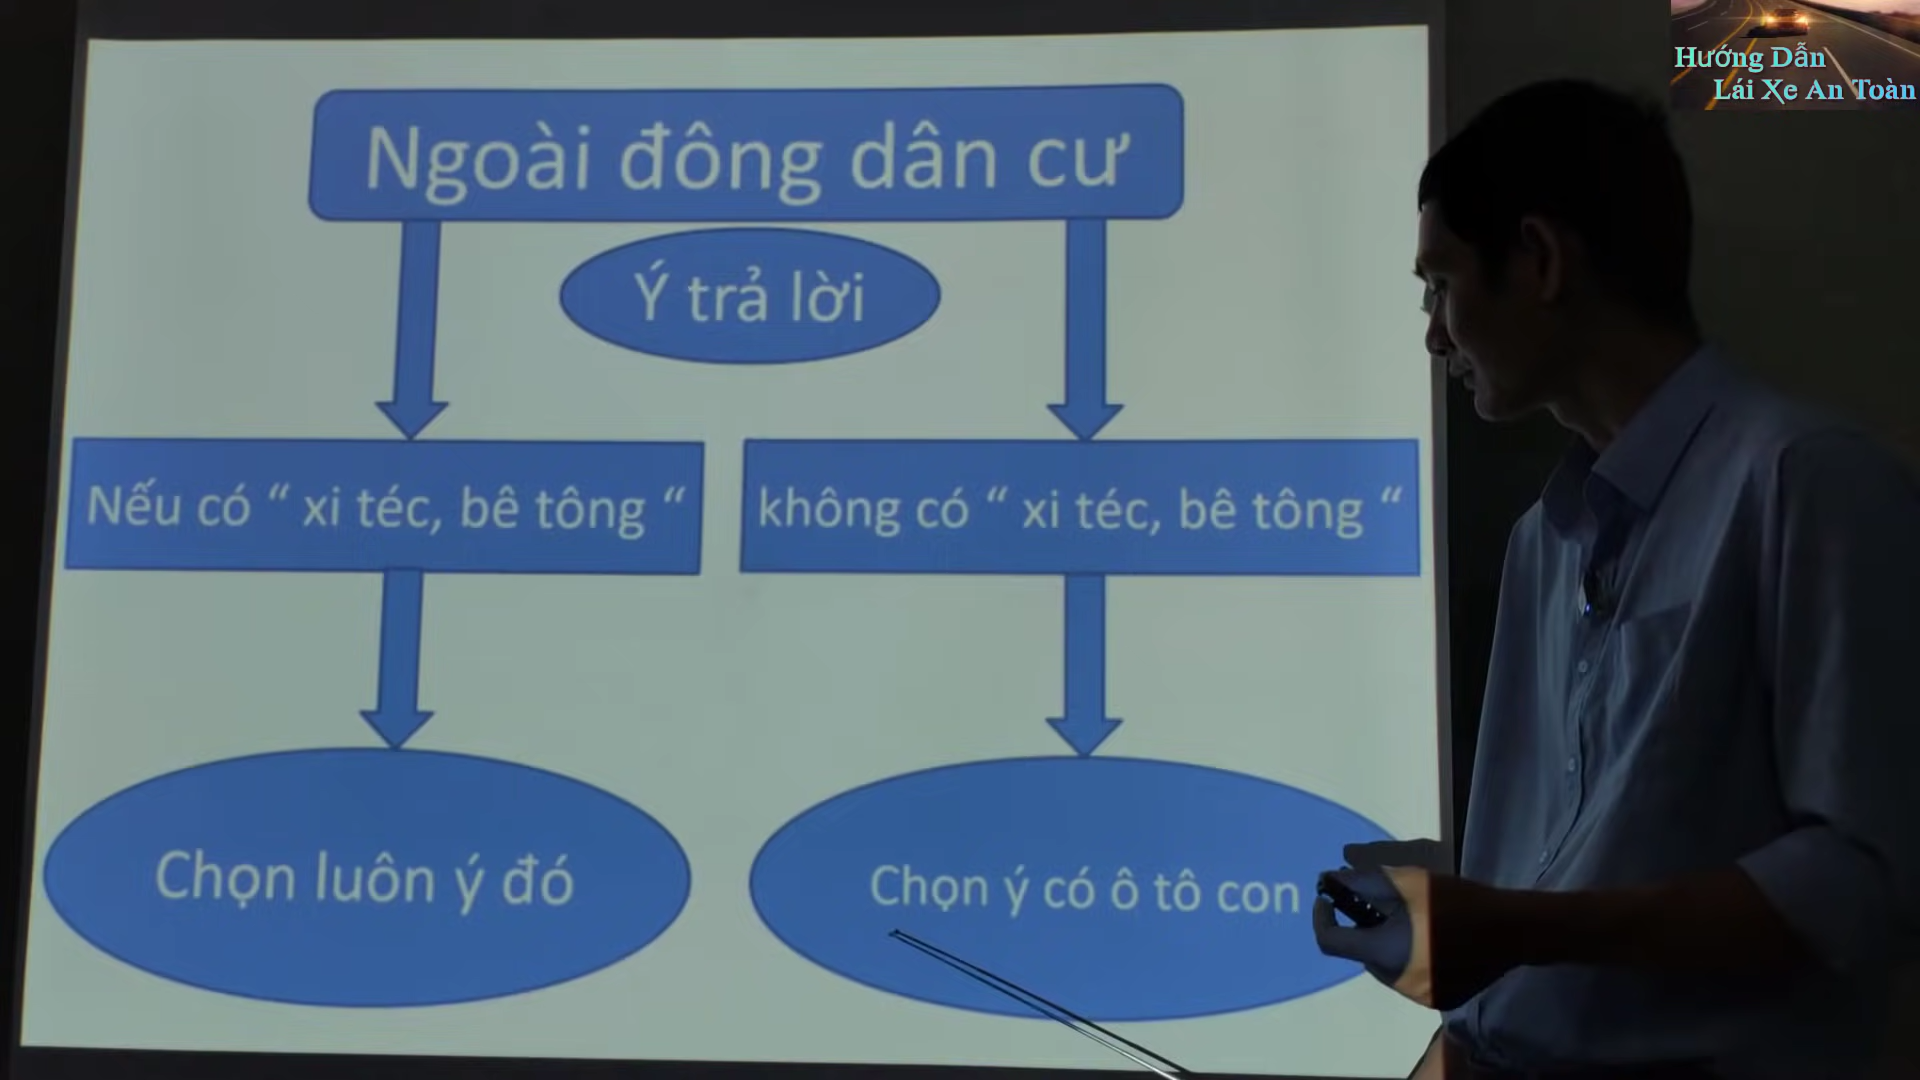 Hướng Dẫn
Lái Xe An Toàn
Ngoài đông dân cư
Ý trả lời
Nếu có “ xi téc, bê tông “
không có “ xi téc, bê tông “
Chọn luôn ý đó
Chọn ý có ô tô con